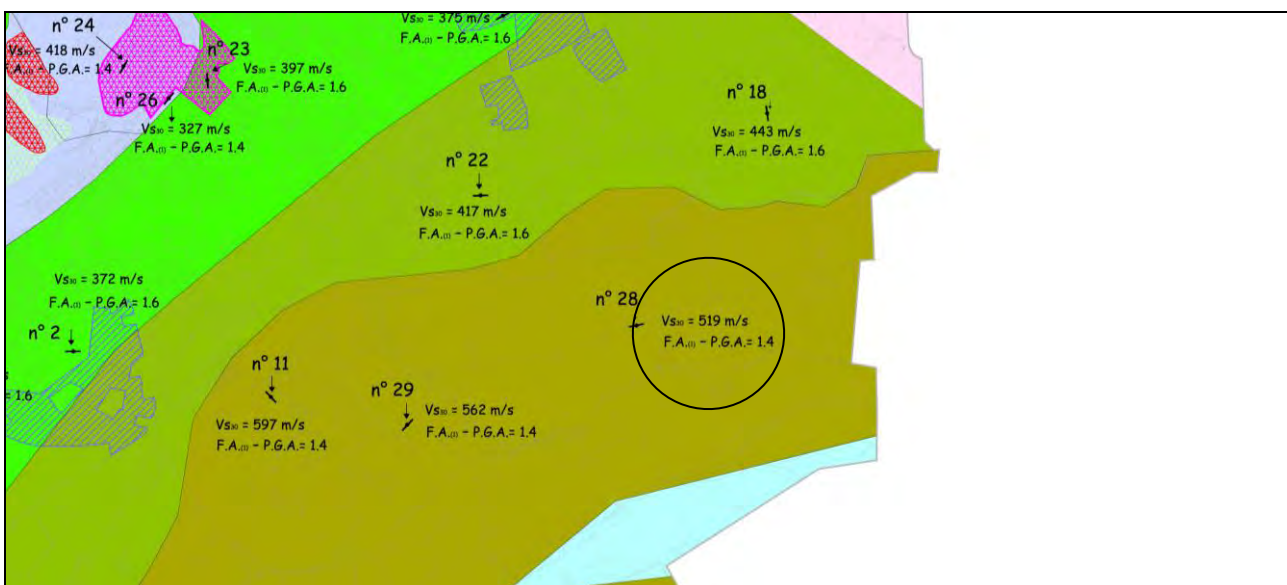 n° 24
Vs₃₀ = 418 m/s
F.A.₍₁₎ – P.G.A.= 1.4
n° 23
Vs₃₀ = 397 m/s
F.A.₍₁₎ – P.G.A.= 1.6
n° 26
Vs₃₀ = 327 m/s
F.A.₍₁₎ – P.G.A.= 1.4
Vs₃₀ = 375 m/s
F.A.₍₁₎ – P.G.A.= 1.6
n° 18
Vs₃₀ = 443 m/s
F.A.₍₁₎ – P.G.A.= 1.6
n° 22
Vs₃₀ = 417 m/s
F.A.₍₁₎ – P.G.A.= 1.6
Vs₃₀ = 372 m/s
F.A.₍₁₎ – P.G.A.= 1.6
n° 2
s
= 1.6
n° 28
Vs₃₀ = 519 m/s
F.A.₍₁₎ – P.G.A.= 1.4
n° 11
Vs₃₀ = 597 m/s
F.A.₍₁₎ – P.G.A.= 1.4
n° 29
Vs₃₀ = 562 m/s
F.A.₍₁₎ – P.G.A.= 1.4